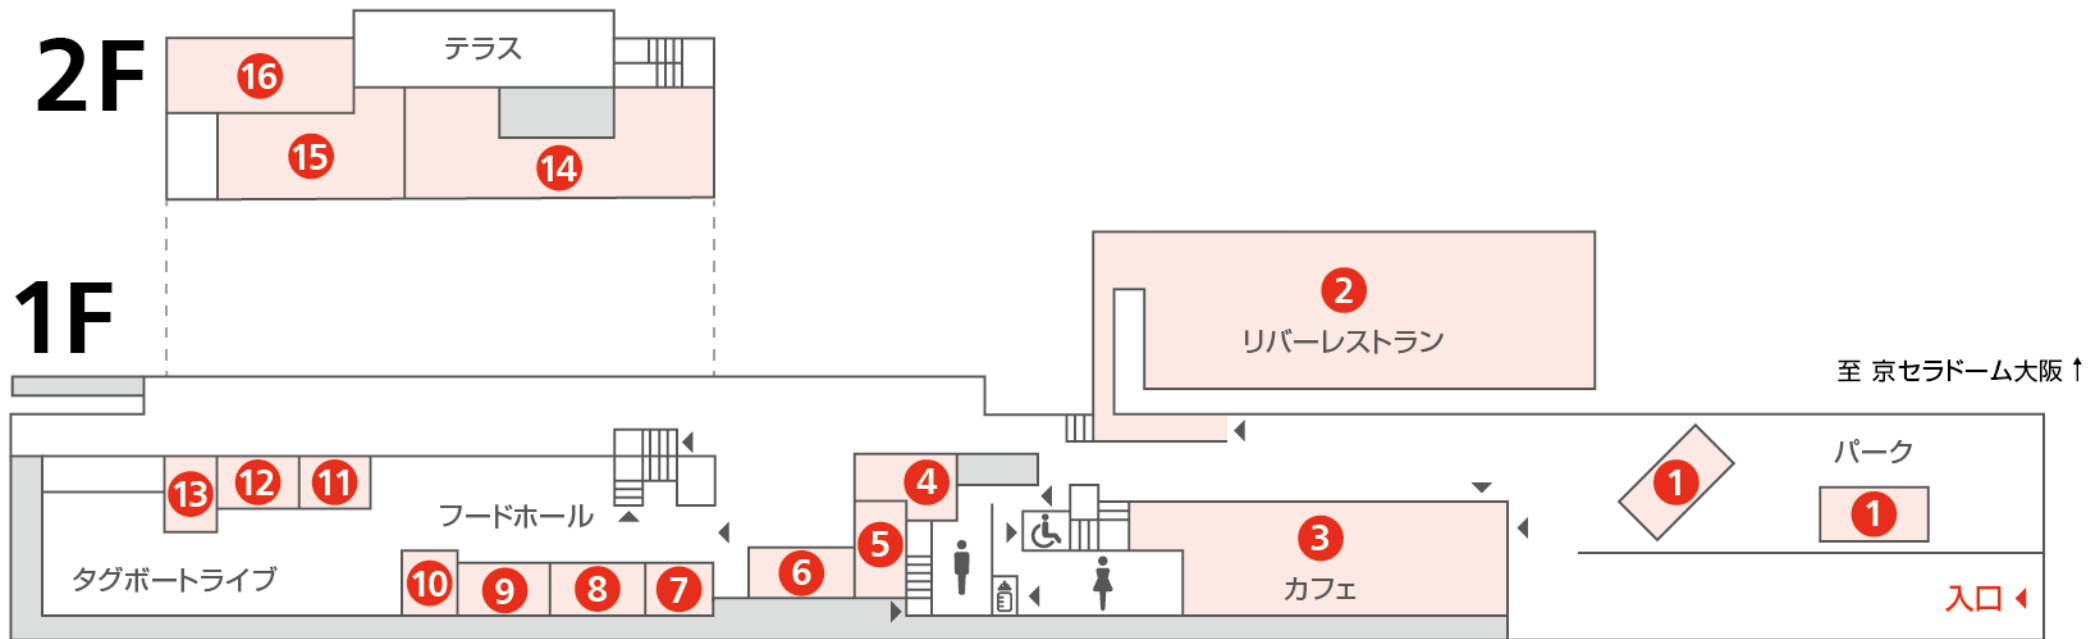 2F
テラス
16
15
14
1F
2
リバーレストラン
至 京セラドーム大阪 ↑
パーク
1
1
4
13
12
11
フードホール
5
3
カフェ
6
タグボートライブ
10
9
8
7
入口